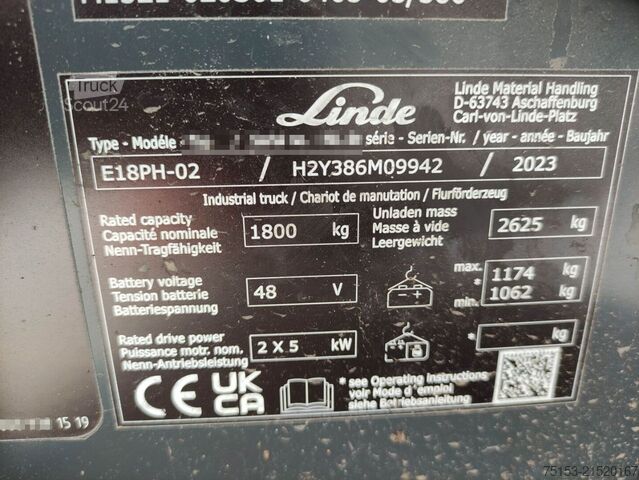 Truck
Scout24
Linde
Linde Material Handling
D-63743 Aschaffenburg
Carl-von-Linde-Platz
Type - Modéle - série - Serien-Nr. / year - année - Baujahr
E18PH-02 / H2Y386M09942 / 2023
Industrial truck / Chariot de manutation / Flurförderzeug
Rated capacity
Capacité nominale
Nenn-Tragfähigkeit
1800 kg
Unladen mass
Masse à vide
Leergewicht
2625 kg
Battery voltage
Tension batterie
Batteriespannung
48 V
- +
max. 1174 kg
*
min. 1062 kg
Rated drive power
Puissance motr. nom.
Nenn-Antriebsleistung
2 X 5 kW
* kg
CE UK
CA
* see Operating Instructions
voir Mode d´emploi
siehe Betriebsanleitung
15 19
75153-21520167